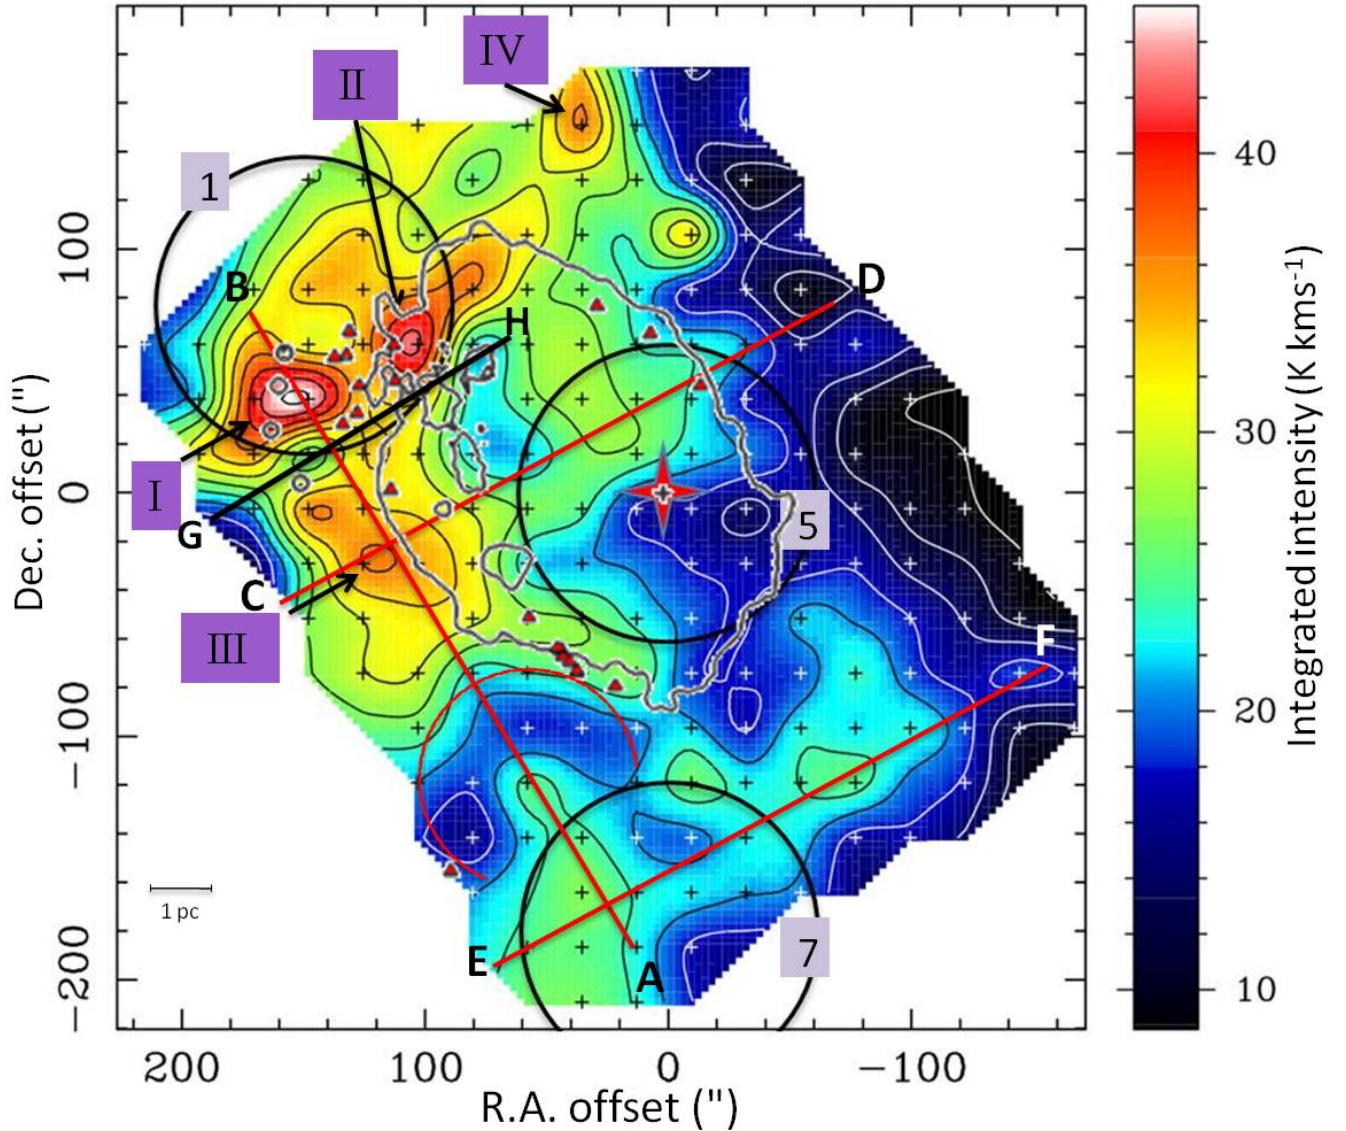 IV
II
1
40
100
B
D
H
30
Dec. offset (")
0
I
G
5
Integrated intensity (K kms-1)
C
III
F
20
−100
1 pc
7
E
A
10
−200
200
100
0
−100
R.A. offset (")